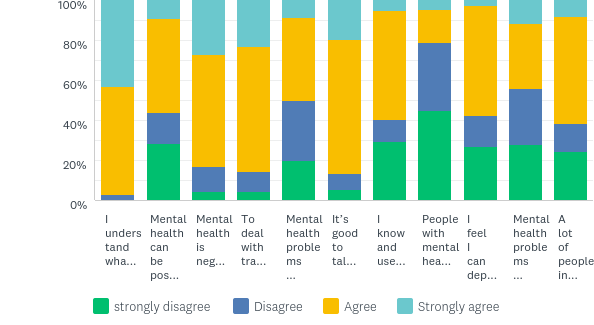 100%
80%
60%
40%
20%
0%
I
unders
tand
wha...
Mental
health
can
be
pos...
Mental
health
is
neg...
To
deal
with
tra...
Mental
health
proble
ms
...
It's
good
to
tal...
I
know
and
use...
People
with
mental
hea...
I
feel
I
can
dep...
Mental
health
proble
ms
...
A
lot
of
people
in...
strongly disagree
Disagree
Agree
Strongly agree